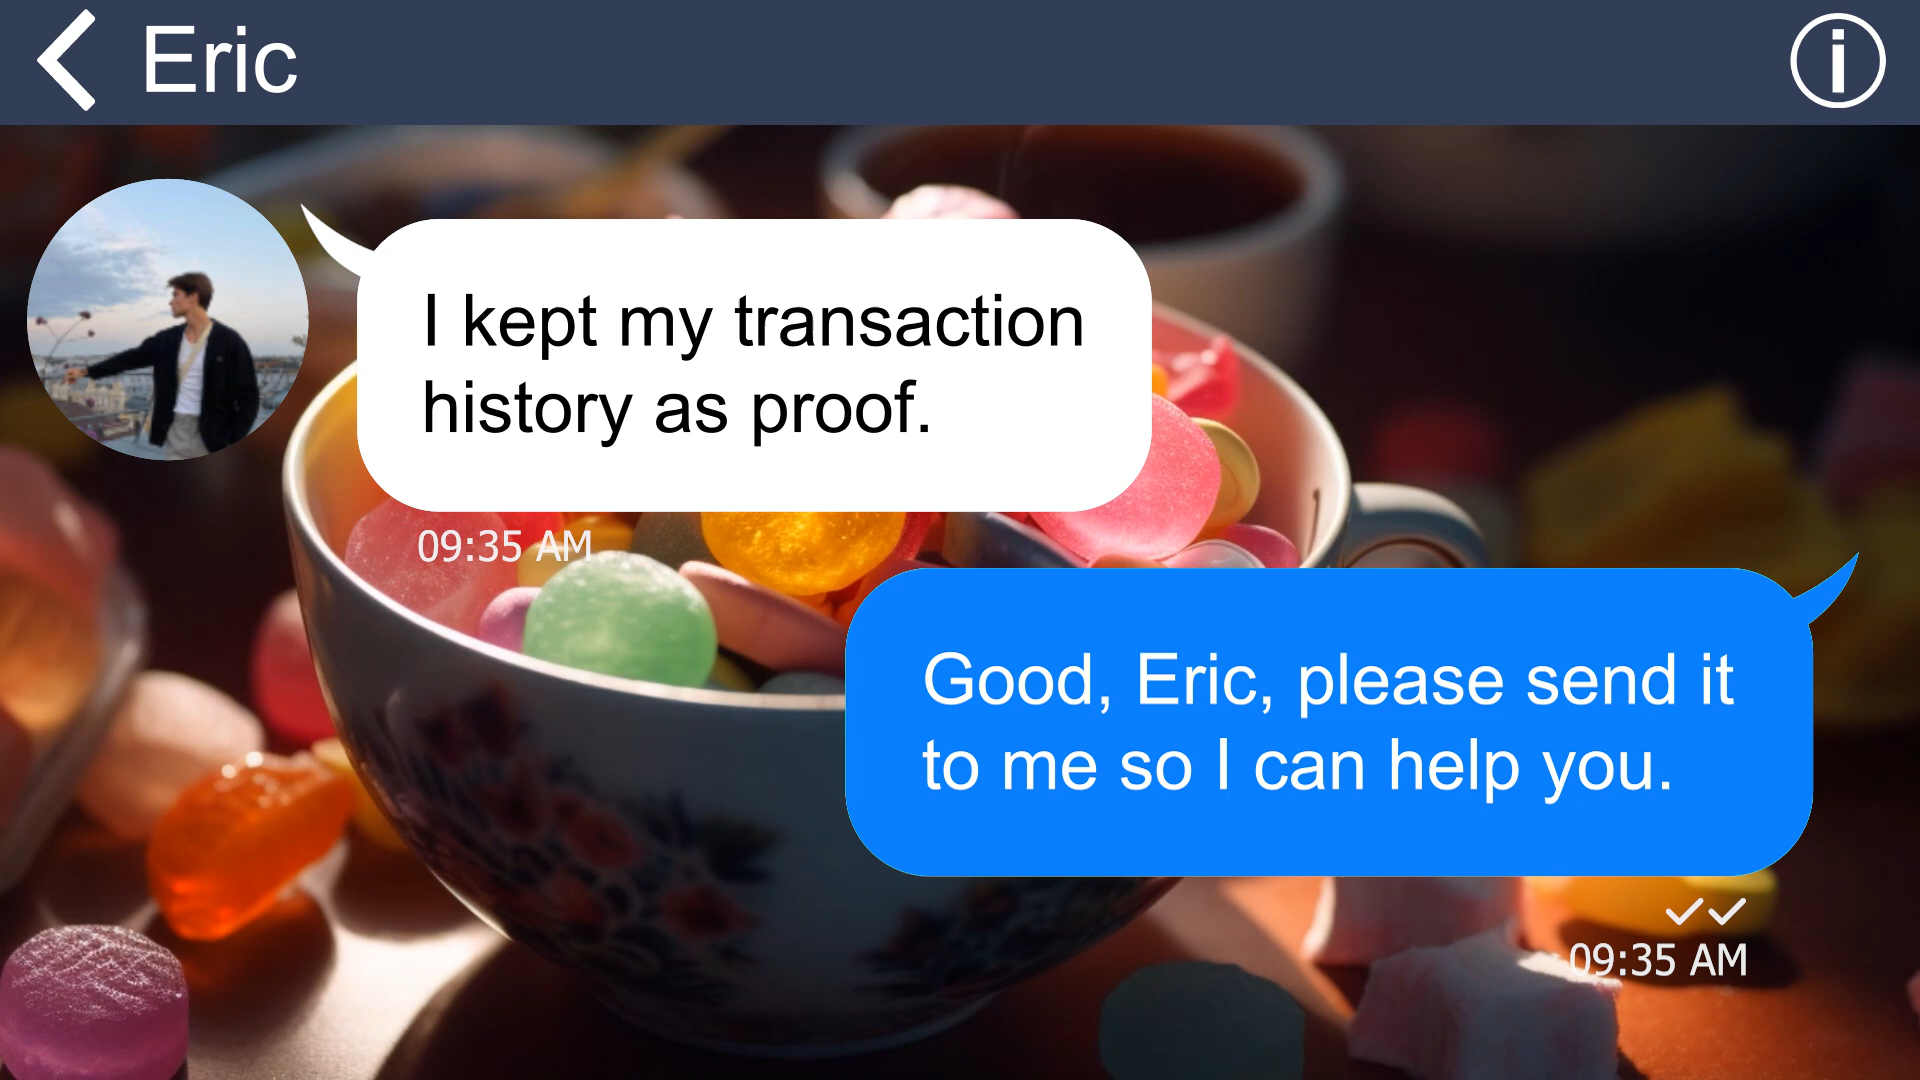 Eric
I kept my transaction
history as proof.
09:35 AM
Good, Eric, please send it
to me so I can help you.
09:35 AM